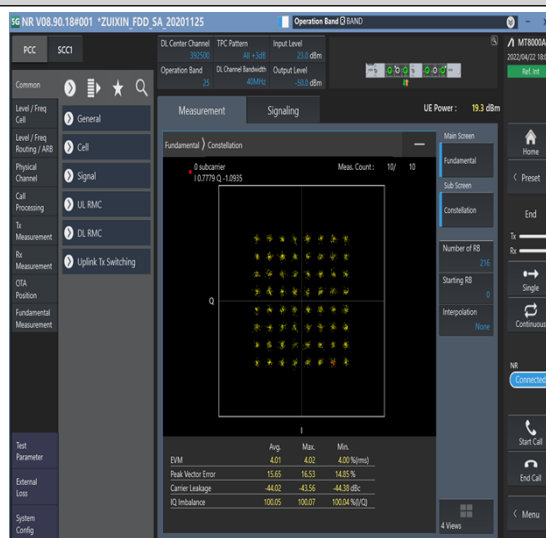 5G NR V08.90.18#001 *ZUIXIN_FDD_SA_20201125
Operation Band @ BAND
PCC
SCC1
DL Center Channel TPC Pattern Input Level
392500 All +3dB 25.0 dBm
Operation Band DL Channel Bandwidth Output Level
25 40MHz -50.0 dBm
MT8000A
2022/04/22 18:0
Ref. Int
Common
Level / Freq
Cell
Level / Freq
Routing / ARB
Physical
Channel
Call
Processing
Tx
Measurement
Rx
Measurement
OTA
Position
Fundamental
Measurement
Test
Parameter
External
Loss
System
Config
General
Cell
Signal
UL RMC
DL RMC
Uplink Tx Switching
Measurement
Signaling
UE Power : 19.3 dBm
Fundamental ⟩ Constellation
0 subcarrier Meas. Count : 10/ 10
I 0.7779 Q -1.0935
Q
I
Avg. Max. Min.
EVM 4.01 4.02 4.00 %(rms)
Peak Vector Error 15.65 16.53 14.85 %
Carrier Leakage -44.02 -43.56 -44.38 dBc
IQ Imbalance 100.05 100.07 100.04 %(I/Q)
Main Screen
Fundamental
Sub Screen
Constellation
Number of RB
216
Starting RB
0
Interpolation
None
4 Views
Home
< Preset
End
Tx
Rx
Single
Continuous
NR
Connected
Start Call
End Call
< Menu